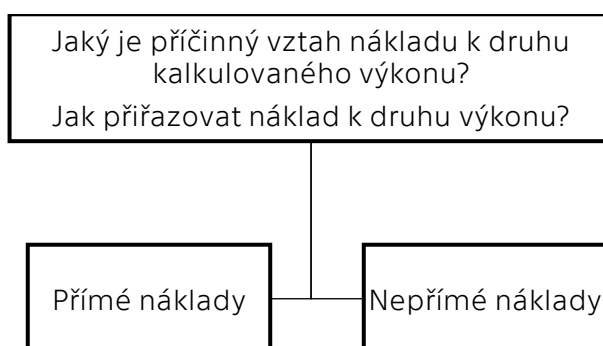 Jaký je příčinný vztah nákladu k druhu
kalkulovaného výkonu?
Jak přiřazovat náklad k druhu výkonu?
Přímé náklady
Nepřímé náklady